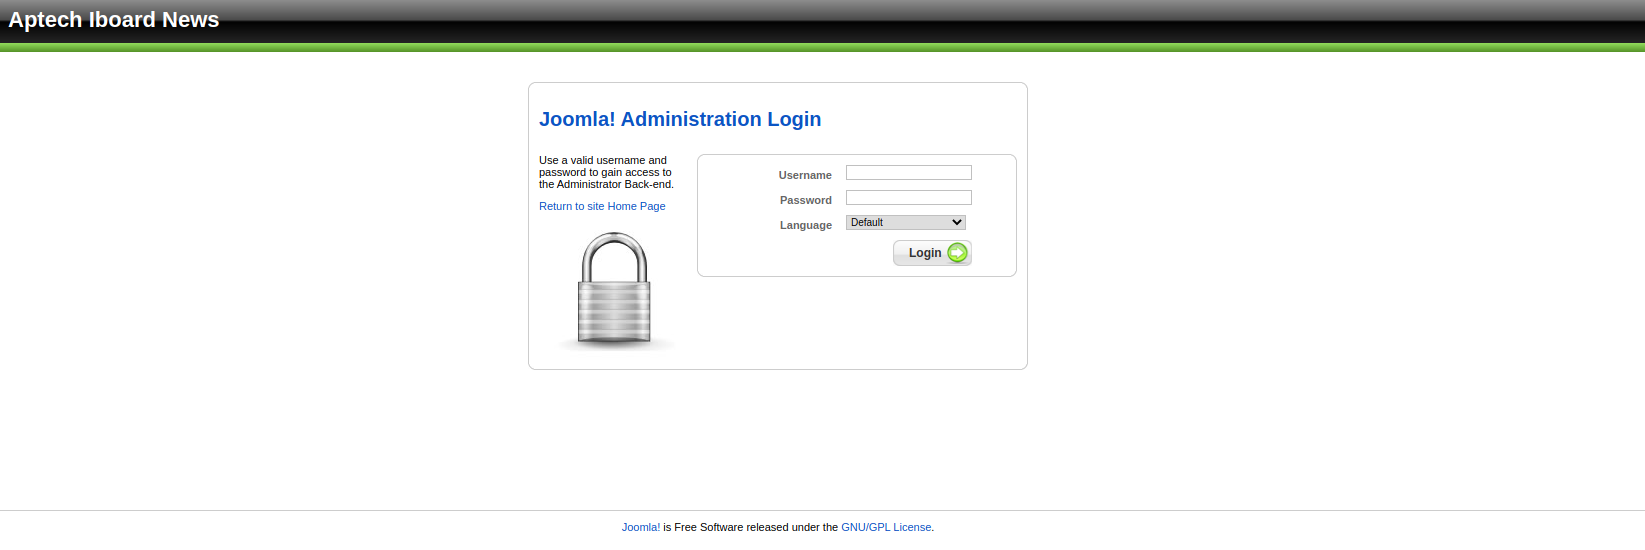 Aptech Iboard News
Joomla! Administration Login
Use a valid username and
password to gain access to
the Administrator Back-end.
Return to site Home Page
Username
Password
Language
Default
Login
Joomla! is Free Software released under the GNU/GPL License.